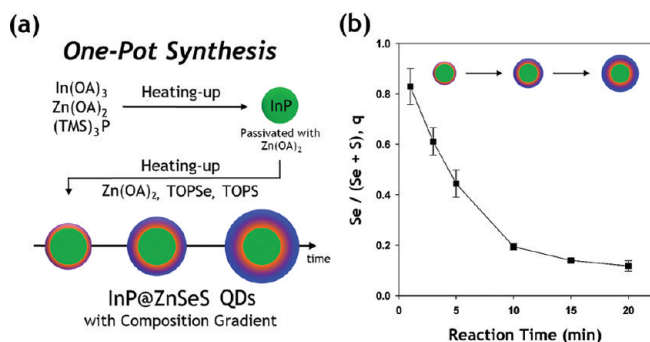 (a)
One-Pot Synthesis
In(OA)3
Zn(OA)2
(TMS)3P
Heating-up
InP
Passivated with
Zn(OA)2
Heating-up
Zn(OA)2, TOPSe, TOPS
time
InP@ZnSeS QDs
with Composition Gradient
(b)
Se / (Se + S), q
1.0
0.8
0.6
0.4
0.2
0.0
5
10
15
20
Reaction Time (min)